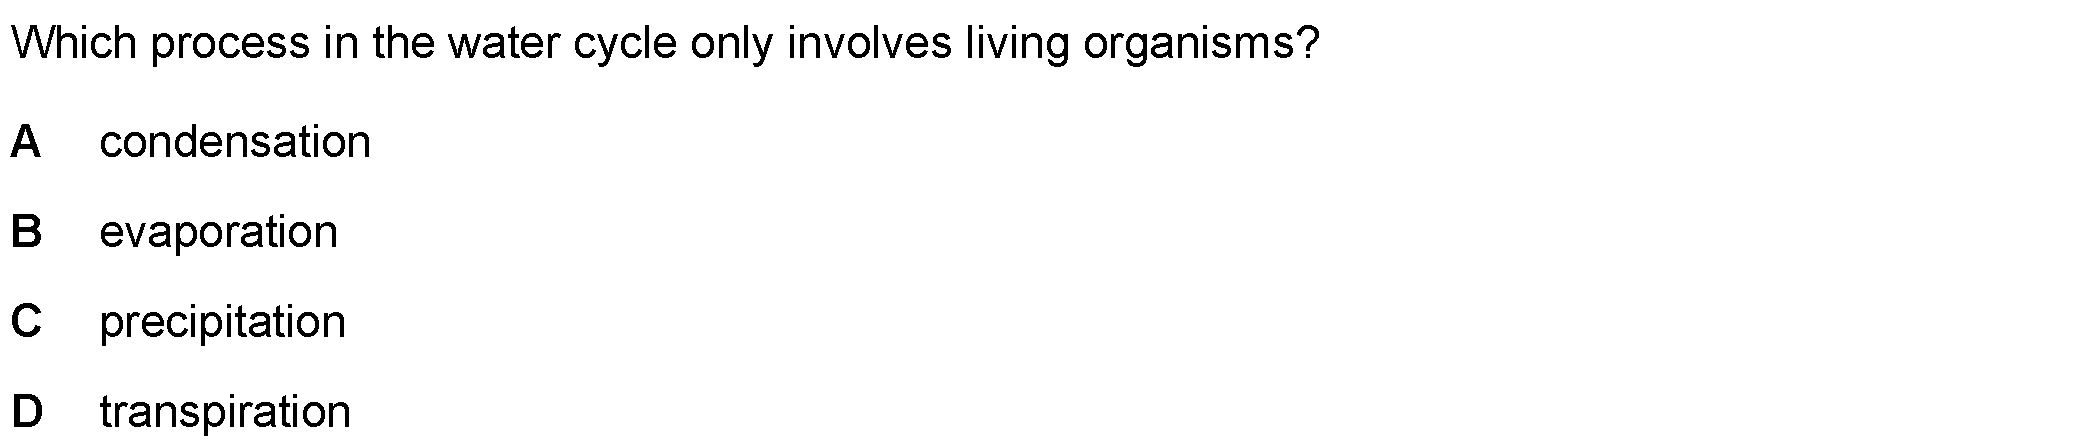 Which process in the water cycle only involves living organisms?
A condensation
B evaporation
C precipitation
D transpiration